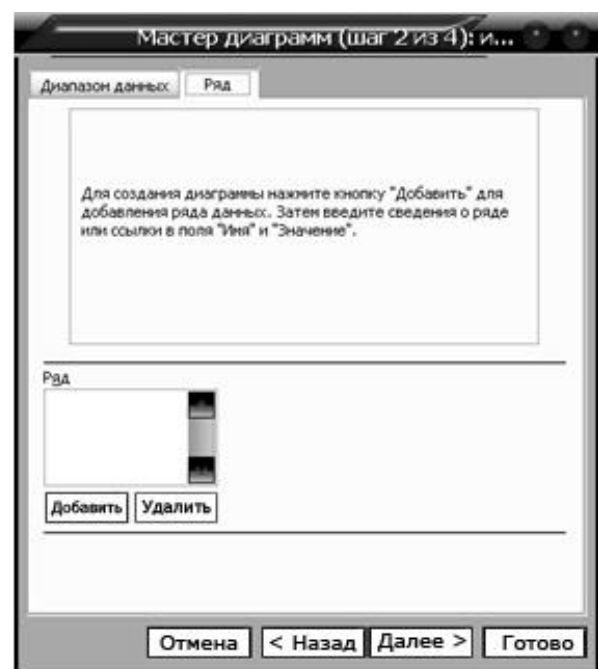 Мастер диаграмм (шаг 2 из 4): и...
Диапазон данных Ряд
Для создания диаграммы нажмите кнопку "Добавить" для
добавления ряда данных. Затем введите сведения о ряде
или ссылки в поля "Имя" и "Значение".
Ряд
Добавить Удалить
Отмена < Назад Далее > Готово